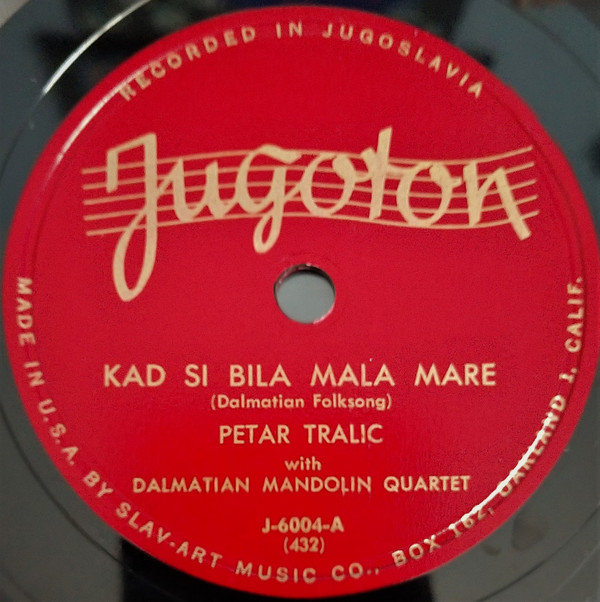 RECORDED IN JUGOSLAVIA
Jugoton
KAD SI BILA MALA MARE
(Dalmatian Folksong)
PETAR TRALIC
with
DALMATIAN MANDOLIN QUARTET
J-6004-A
(432)
MADE IN U.S.A. BY SLAV-ART MUSIC CO., BOX 162, OAKLAND 1, CALIF.